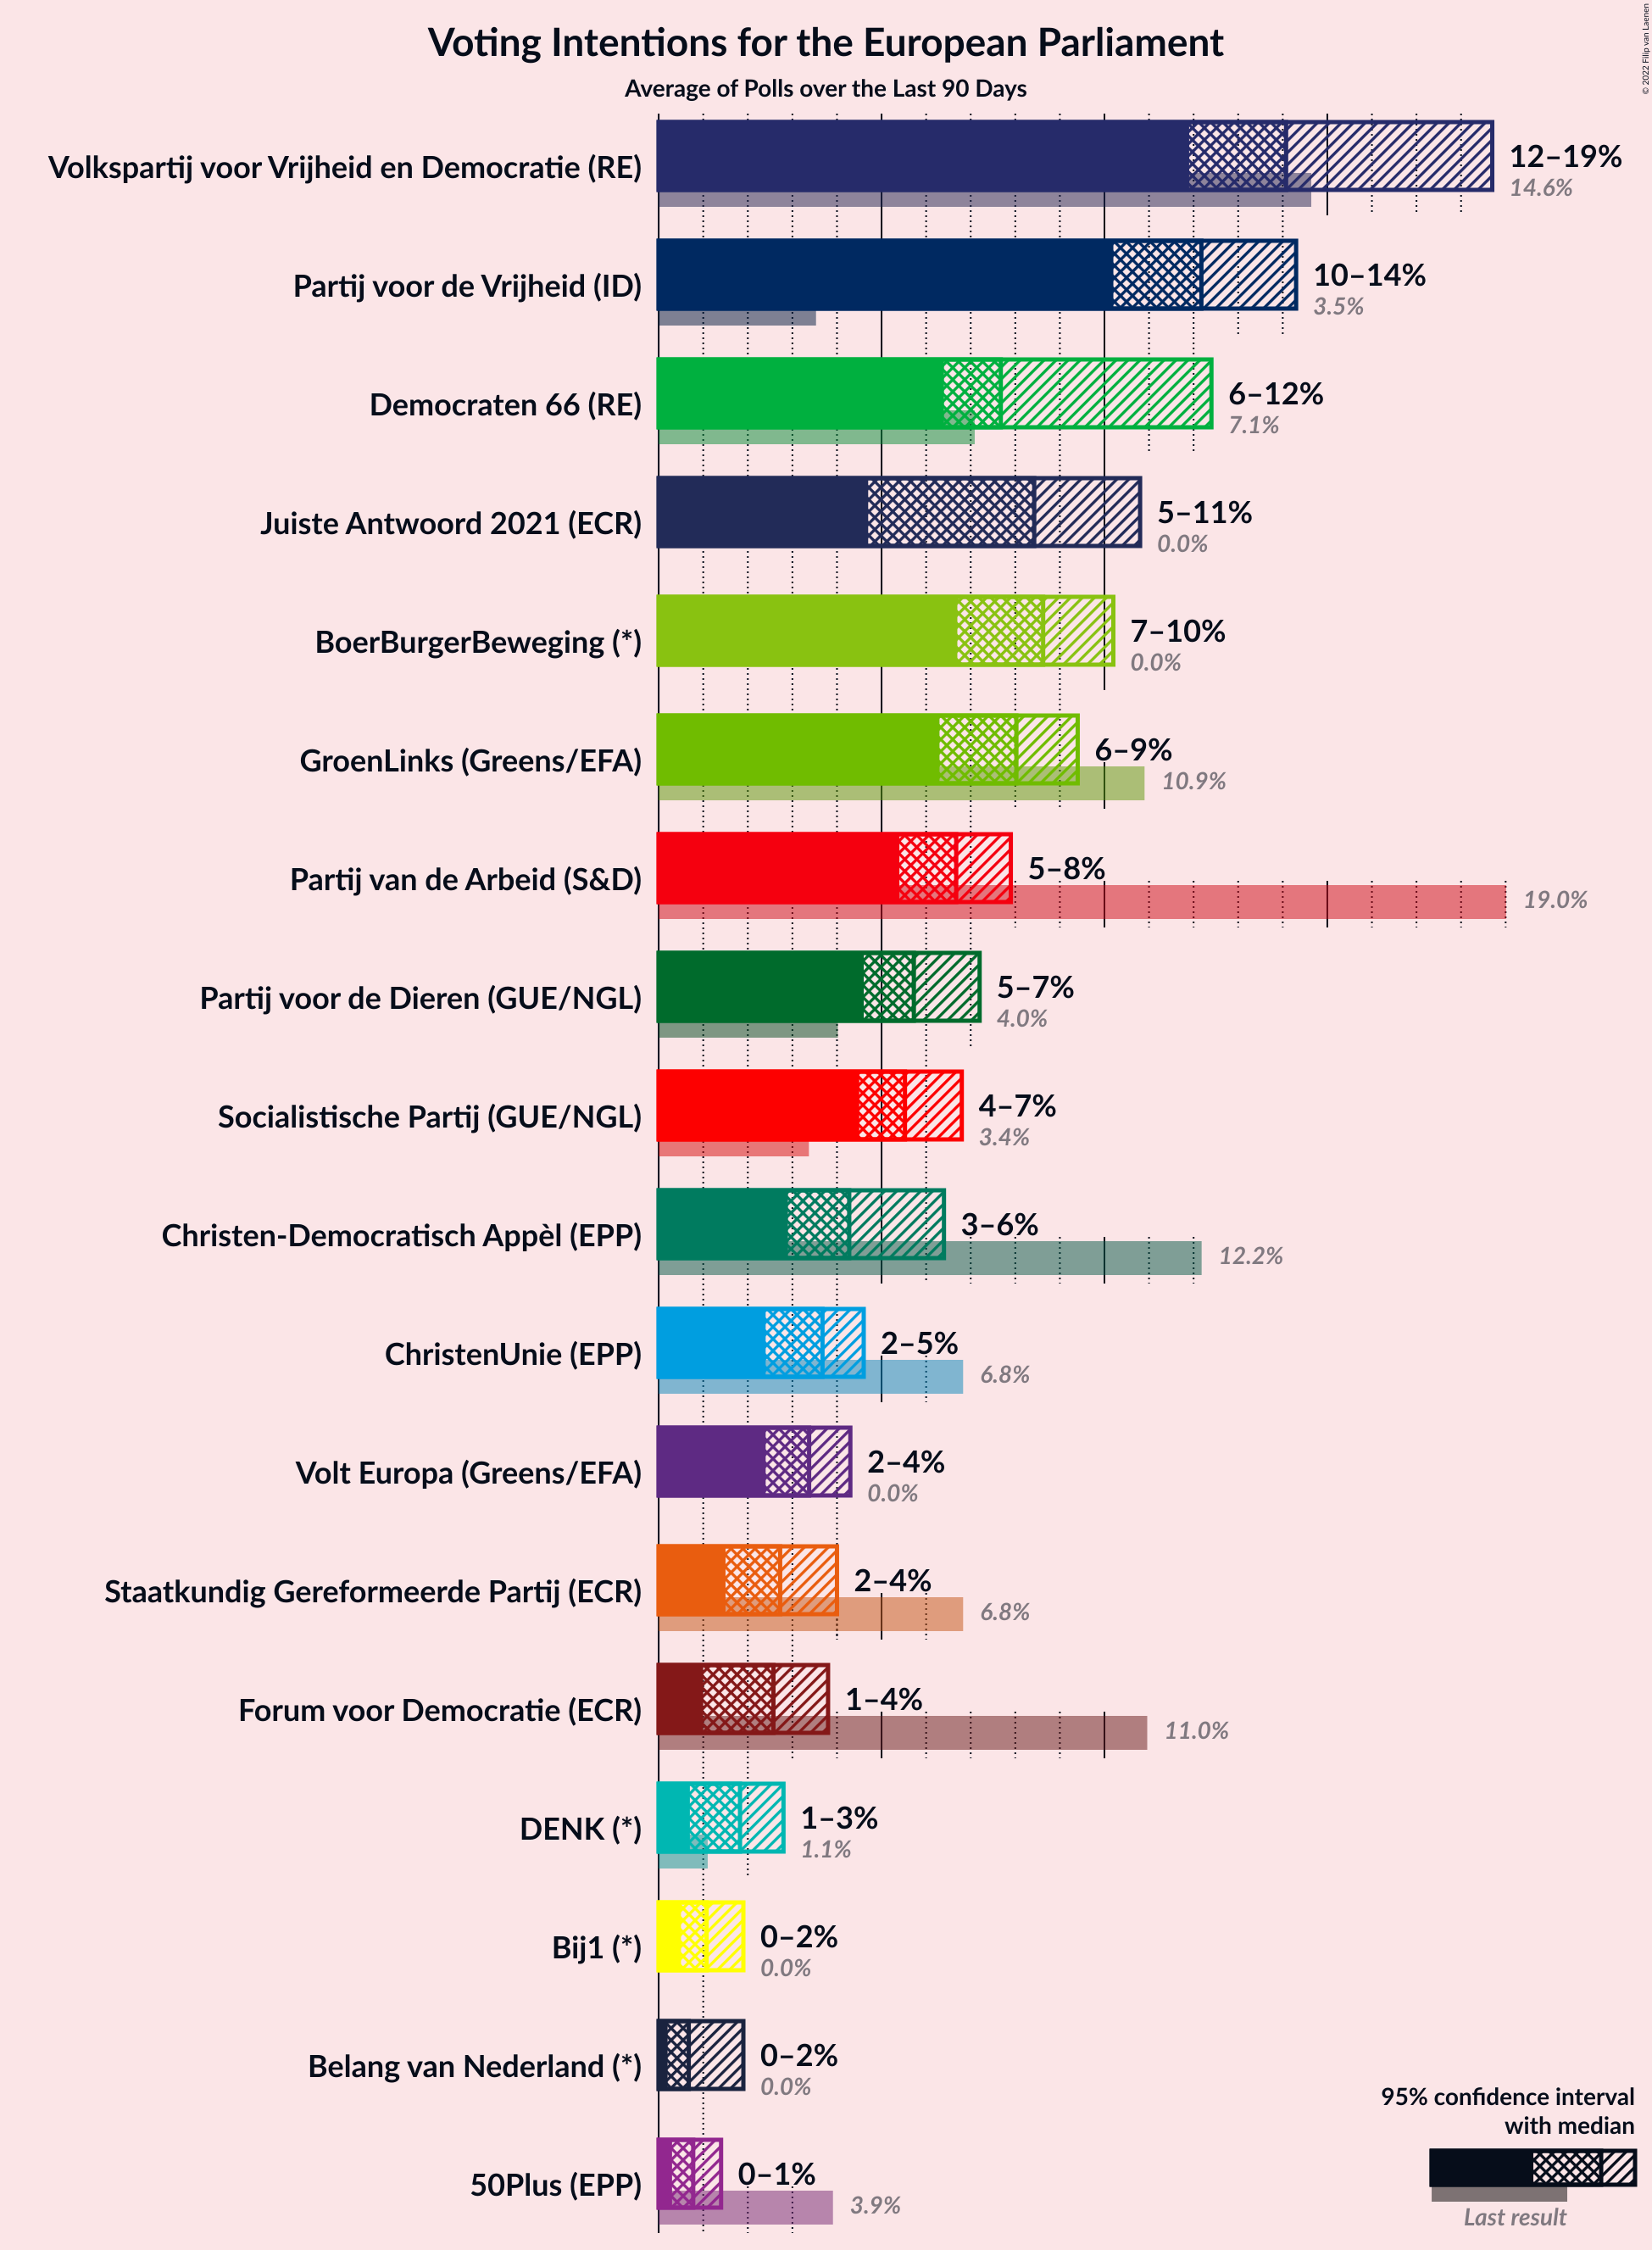 © 2022 Filip van Laenen
Voting Intentions for the European Parliament
Average of Polls over the Last 90 Days
Volkspartij voor Vrijheid en Democratie (RE)
12–19%
14.6%
Partij voor de Vrijheid (ID)
10–14%
3.5%
Democraten 66 (RE)
6–12%
7.1%
Juiste Antwoord 2021 (ECR)
5–11%
0.0%
BoerBurgerBeweging (*)
7–10%
0.0%
GroenLinks (Greens/EFA)
6–9%
10.9%
Partij van de Arbeid (S&D)
5–8%
19.0%
Partij voor de Dieren (GUE/NGL)
5–7%
4.0%
Socialistische Partij (GUE/NGL)
4–7%
3.4%
Christen-Democratisch Appèl (EPP)
3–6%
12.2%
ChristenUnie (EPP)
2–5%
6.8%
Volt Europa (Greens/EFA)
2–4%
0.0%
Staatkundig Gereformeerde Partij (ECR)
2–4%
6.8%
Forum voor Democratie (ECR)
1–4%
11.0%
DENK (*)
1–3%
1.1%
Bij1 (*)
0–2%
0.0%
Belang van Nederland (*)
0–2%
0.0%
50Plus (EPP)
0–1%
3.9%
95% confidence interval
with median
Last result